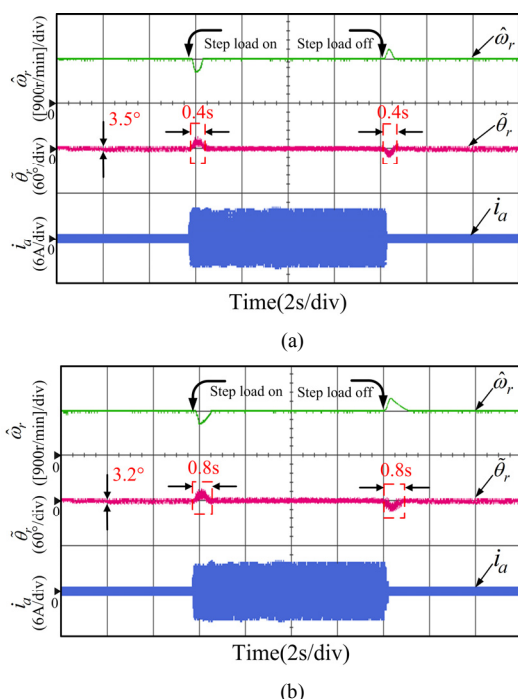 Step load on
Step load off
ω̂r
ω̂r
([900r/min]/div)
0
3.5°
0.4s
0.4s
θ̃r
θ̃r
(60°/div)
0
ia
ia
(6A/div)
0
Time(2s/div)
(a)
Step load on
Step load off
ω̂r
ω̂r
([900r/min]/div)
0
3.2°
0.8s
0.8s
θ̃r
θ̃r
(60°/div)
0
ia
ia
(6A/div)
0
Time(2s/div)
(b)